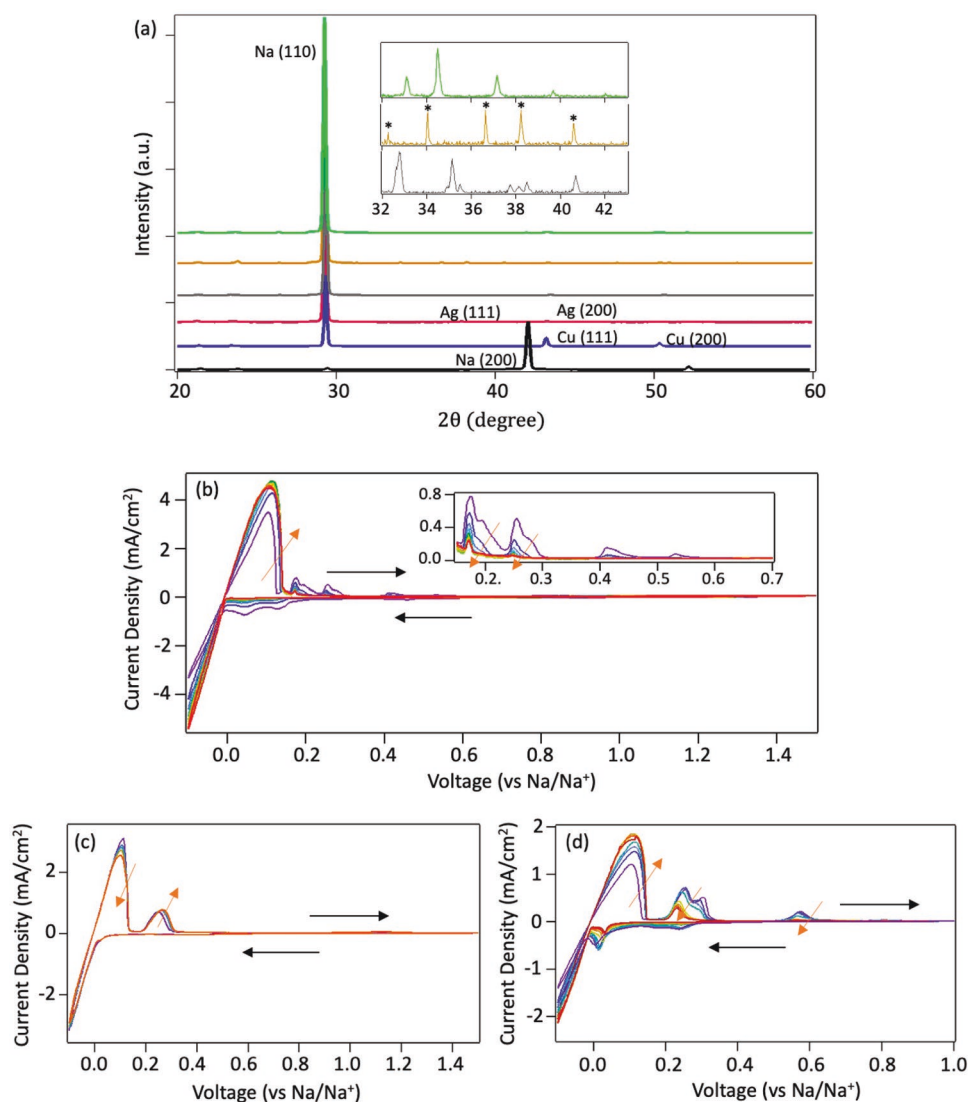 (a)
Na (110)
Intensity (a.u.)
* * * * *
32 34 36 38 40 42
Ag (111) Ag (200)
Cu (111) Cu (200)
Na (200)
20 30 40 50 60
2θ (degree)
(b)
Current Density (mA/cm²)
4
2
0
-2
-4
0.8
0.4
0.0
0.2 0.3 0.4 0.5 0.6 0.7
0.0 0.2 0.4 0.6 0.8 1.0 1.2 1.4
Voltage (vs Na/Na⁺)
(c)
Current Density (mA/cm²)
2
0
-2
0.0 0.2 0.4 0.6 0.8 1.0 1.2 1.4
Voltage (vs Na/Na⁺)
(d)
Current Density (mA/cm²)
2
1
0
-1
-2
0.0 0.2 0.4 0.6 0.8 1.0
Voltage (vs Na/Na⁺)